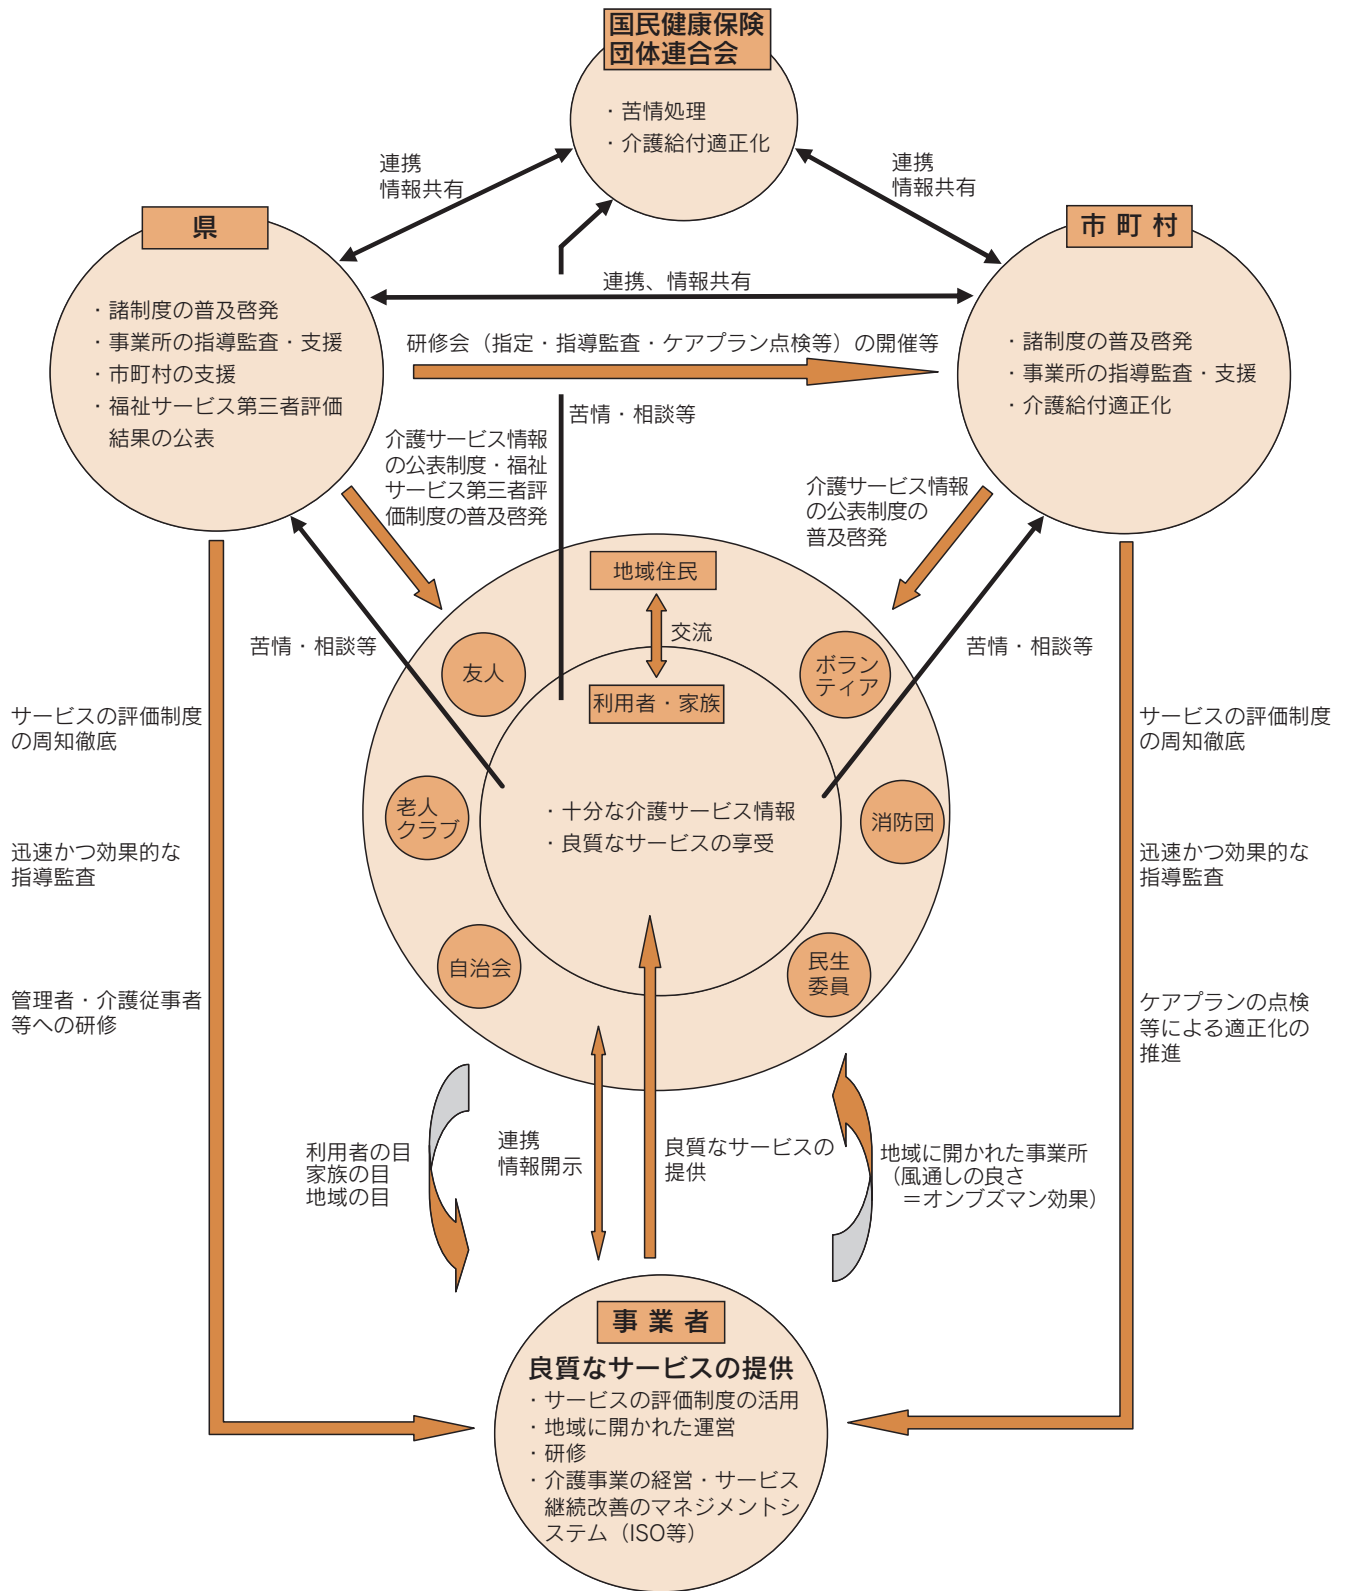 国民健康保険
団体連合会
・苦情処理
・介護給付適正化
連携
情報共有
連携
情報共有
県
・諸制度の普及啓発
・事業所の指導監査・支援
・市町村の支援
・福祉サービス第三者評価
結果の公表
市町村
・諸制度の普及啓発
・事業所の指導監査・支援
・介護給付適正化
連携、情報共有
研修会（指定・指導監査・ケアプラン点検等）の開催等
苦情・相談等
介護サービス情報
の公表制度・福祉
サービス第三者評
価制度の普及啓発
介護サービス情報
の公表制度の
普及啓発
地域住民
交流
利用者・家族
友人
ボラン
ティア
苦情・相談等
苦情・相談等
老人
クラブ
消防団
・十分な介護サービス情報
・良質なサービスの享受
自治会
民生
委員
サービスの評価制度
の周知徹底
迅速かつ効果的な
指導監査
管理者・介護従事者
等への研修
サービスの評価制度
の周知徹底
迅速かつ効果的な
指導監査
ケアプランの点検
等による適正化の
推進
利用者の目
家族の目
地域の目
連携
情報開示
良質なサービスの
提供
地域に開かれた事業所
（風通しの良さ
＝オンブズマン効果）
事業者
良質なサービスの提供
・サービスの評価制度の活用
・地域に開かれた運営
・研修
・介護事業の経営・サービス
継続改善のマネジメントシ
ステム（ISO等）